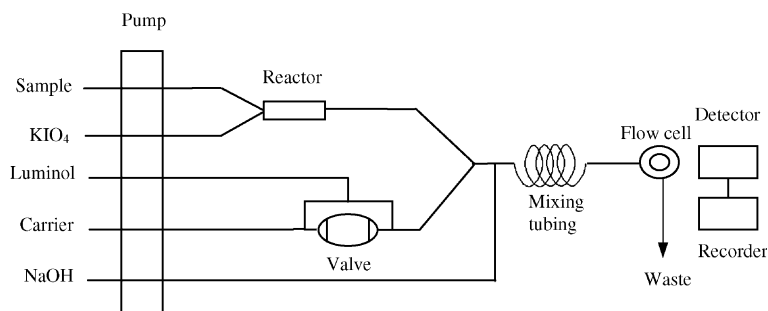 Pump
Sample
Reactor
KIO₄
Luminol
Carrier
Valve
NaOH
Mixing
tubing
Flow cell
Detector
Recorder
Waste